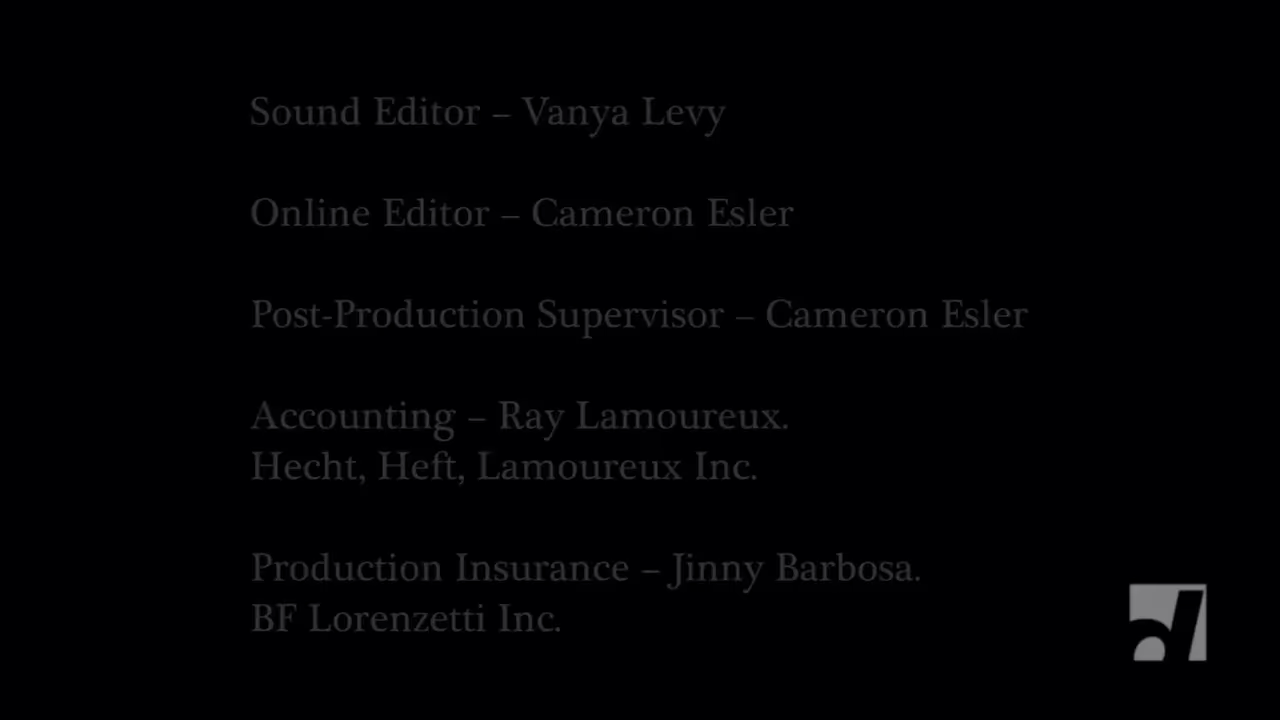 Sound Editor – Vanya Levy
Online Editor – Cameron Esler
Post-Production Supervisor – Cameron Esler
Accounting – Ray Lamoureux.
Hecht, Heft, Lamoureux Inc.
Production Insurance – Jinny Barbosa.
BF Lorenzetti Inc.